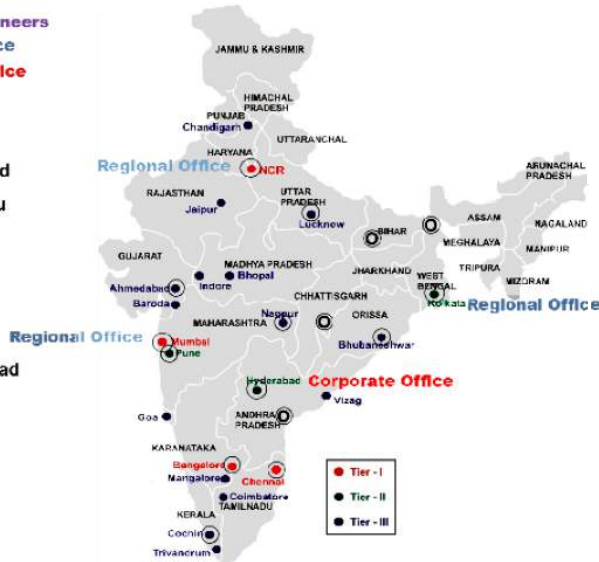 neers
ce
ice
d
u
ad
JAMMU & KASHMIR
HIMACHAL
PRADESH
PUNJAB
Chandigarh
UTTARANCHAL
HARYANA
Regional Office
NCR
ARUNACHAL
PRADESH
RAJASTHAN
UTTAR
PRADESH
Jaipur
Lucknow
ASSAM
NAGALAND
BIHAR
MEGHALAYA
MANIPUR
GUJARAT
MADHYA PRADESH
JHARKHAND
WEST
BENGAL
TRIPURA
MIZORAM
Indore
Bhopal
Ahmedabad
Baroda
CHHATTISGARH
Kolkata
Regional Office
Nagpur
MAHARASHTRA
ORISSA
Regional Office
Mumbai
Pune
Bhubaneshwar
Hyderabad
Corporate Office
Vizag
Goa
ANDHRA
PRADESH
KARANATAKA
Bangalore
Mangalore
Chennai
Coimbatore
TAMILNADU
KERALA
Cochin
Trivandrum
Tier - I
Tier - II
Tier - III